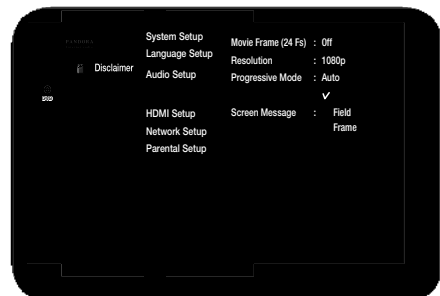 PANDORA
Disclaimer
System Setup
Language Setup
Audio Setup
HDMI Setup
Network Setup
Parental Setup
Movie Frame (24 Fs) : Off
Resolution : 1080p
Progressive Mode : Auto
✓
Screen Message : Field
Frame